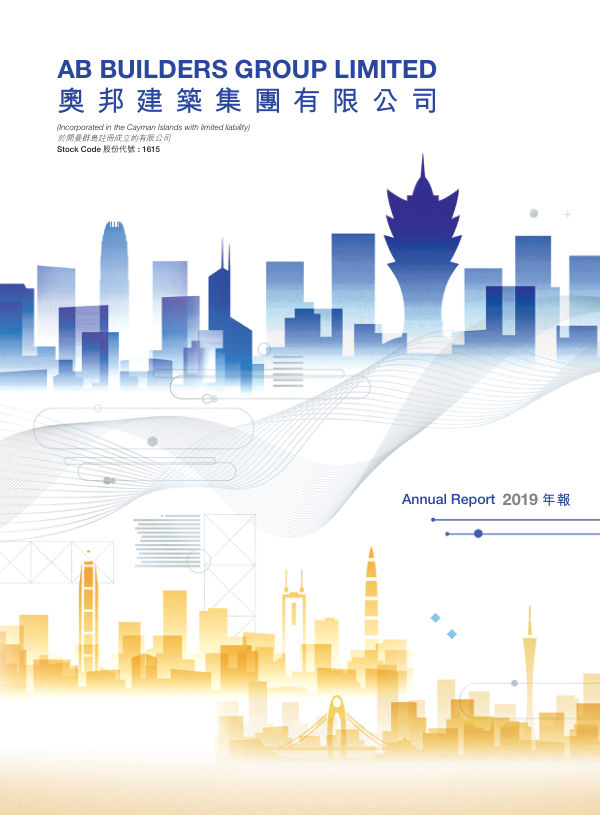 AB BUILDERS GROUP LIMITED
奧邦建築集團有限公司
(Incorporated in the Cayman Islands with limited liability)
於開曼群島註冊成立的有限公司
Stock Code 股份代號 : 1615
Annual Report 2019 年報